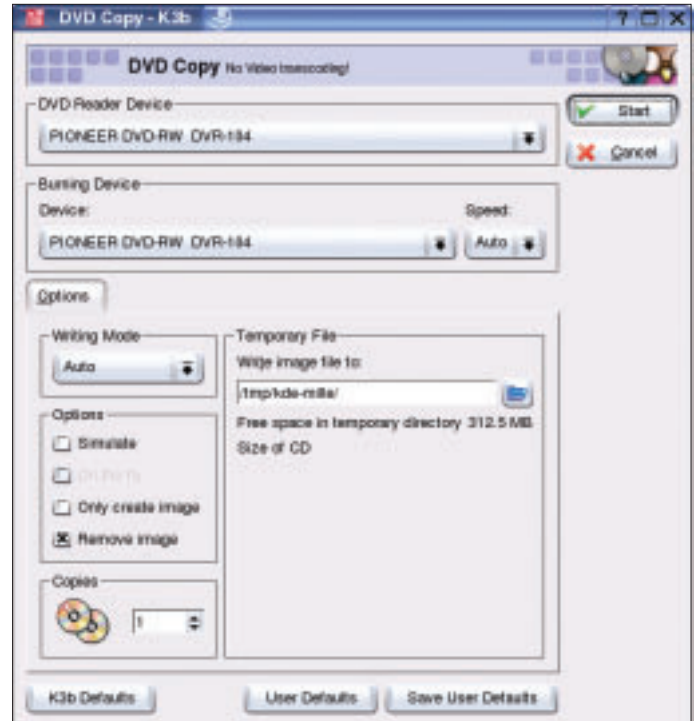 DVD Copy - K3b
DVD Copy No Video transcoding!
DVD Reader Device
PIONEER DVD-RW DVR-104
Start
Cancel
Burning Device
Device:
Speed:
PIONEER DVD-RW DVR-104
Auto
Options
Writing Mode
Auto
Temporary File
Write image file to:
/tmp/kde-mille/
Free space in temporary directory 312.5 MB
Size of CD
Options
Simulate
Only create image
Remove image
Copies
1
K3b Defaults
User Defaults
Save User Defaults